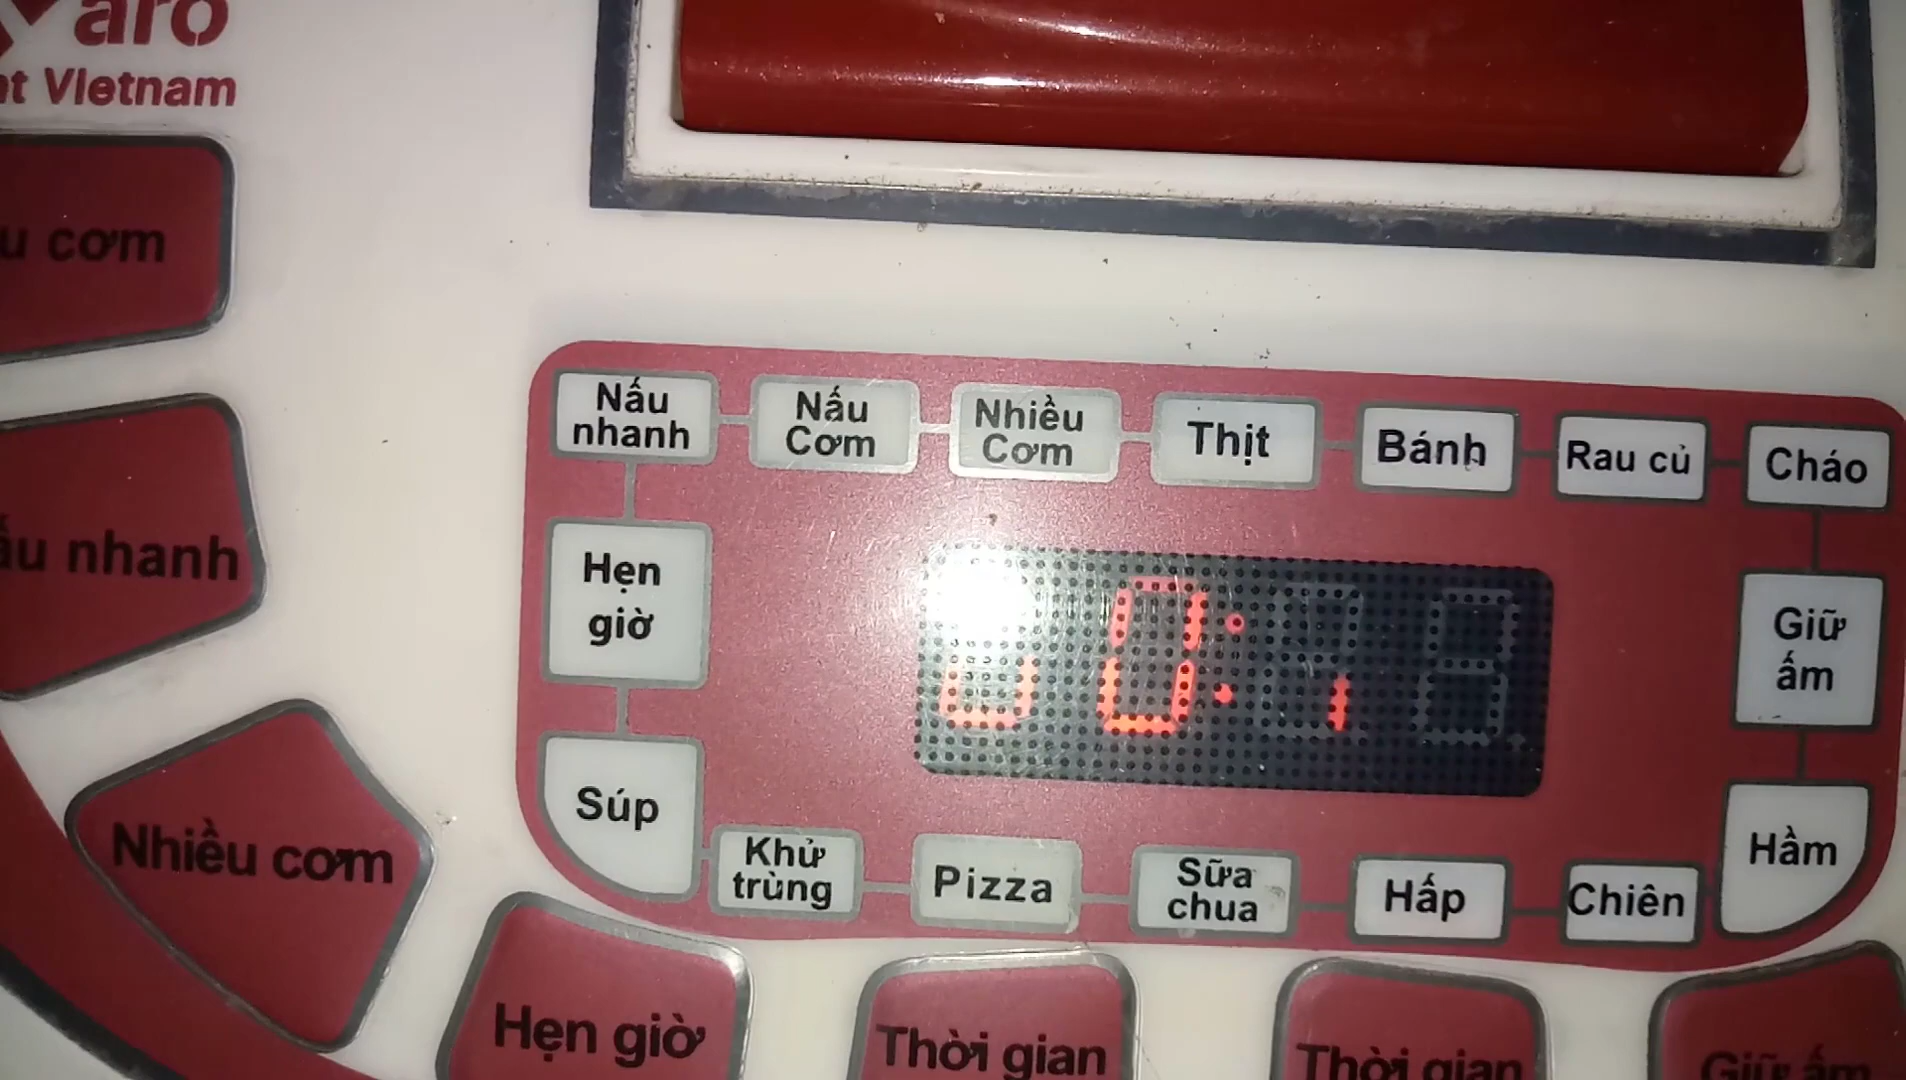 aro
at VIetnam
u cơm
ấu nhanh
Nhiều cơm
Hẹn giờ
Thời gian
Thời gian
Giữ ấm
Nấu
nhanh
Nấu
Cơm
Nhiều
Cơm
Thịt
Bánh
Rau củ
Cháo
Hẹn
giờ
Giữ
ấm
Súp
Khử
trùng
Pizza
Sữa
chua
Hấp
Chiên
Hầm